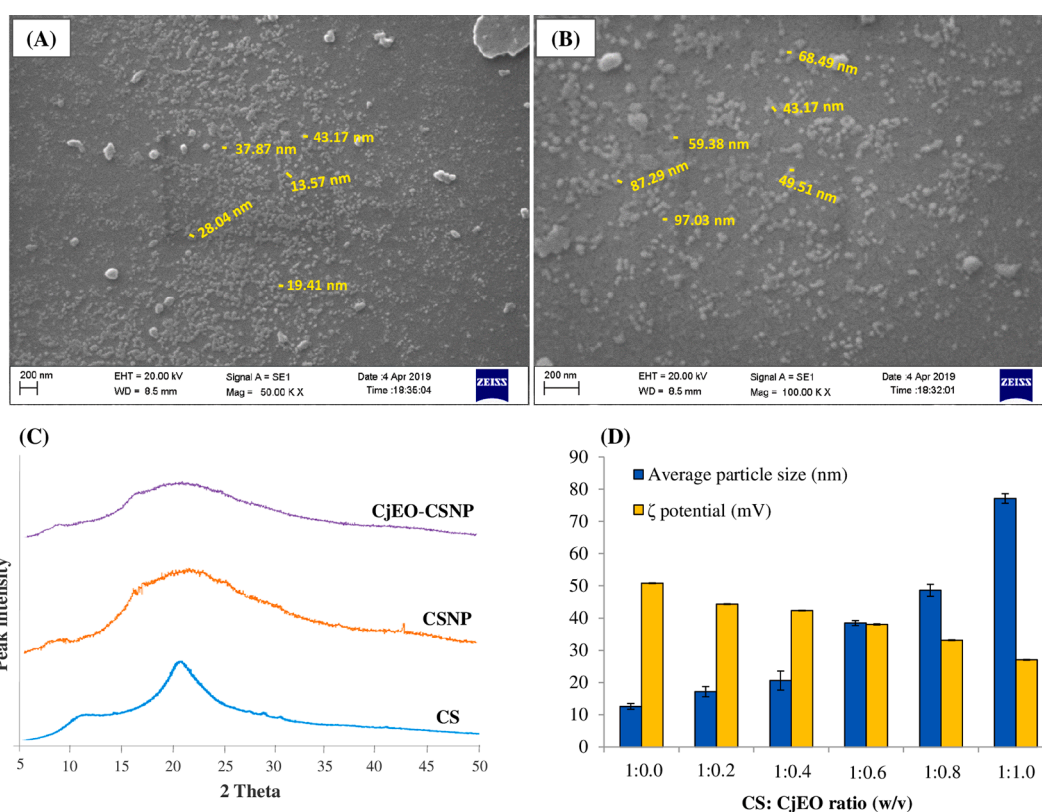 (A)
43.17 nm
37.87 nm
13.57 nm
28.04 nm
19.41 nm
200 nm
EHT = 20.00 kV
Signal A = SE1
Date :4 Apr 2019
WD = 8.5 mm
Mag = 50.00 K X
Time :18:35:04
ZEISS
(B)
68.49 nm
43.17 nm
59.38 nm
87.29 nm
49.51 nm
97.03 nm
200 nm
EHT = 20.00 kV
Signal A = SE1
Date :4 Apr 2019
WD = 8.5 mm
Mag = 100.00 K X
Time :18:32:01
ZEISS
(C)
Peak intensity
CjEO-CSNP
CSNP
CS
5 10 15 20 25 30 35 40 45 50
2 Theta
(D)
90
80
70
60
50
40
30
20
10
0
Average particle size (nm)
ζ potential (mV)
1:0.0 1:0.2 1:0.4 1:0.6 1:0.8 1:1.0
CS: CjEO ratio (w/v)